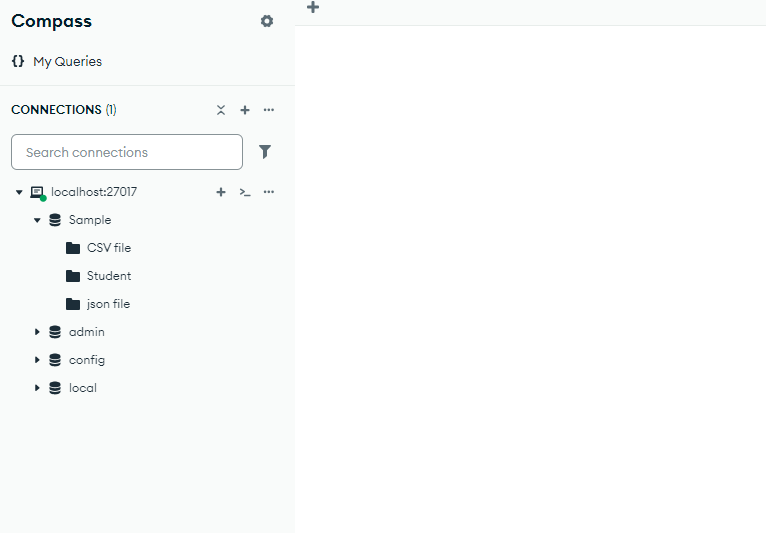 Compass
{} My Queries
CONNECTIONS (1)
Search connections
localhost:27017
Sample
CSV file
Student
json file
admin
config
local